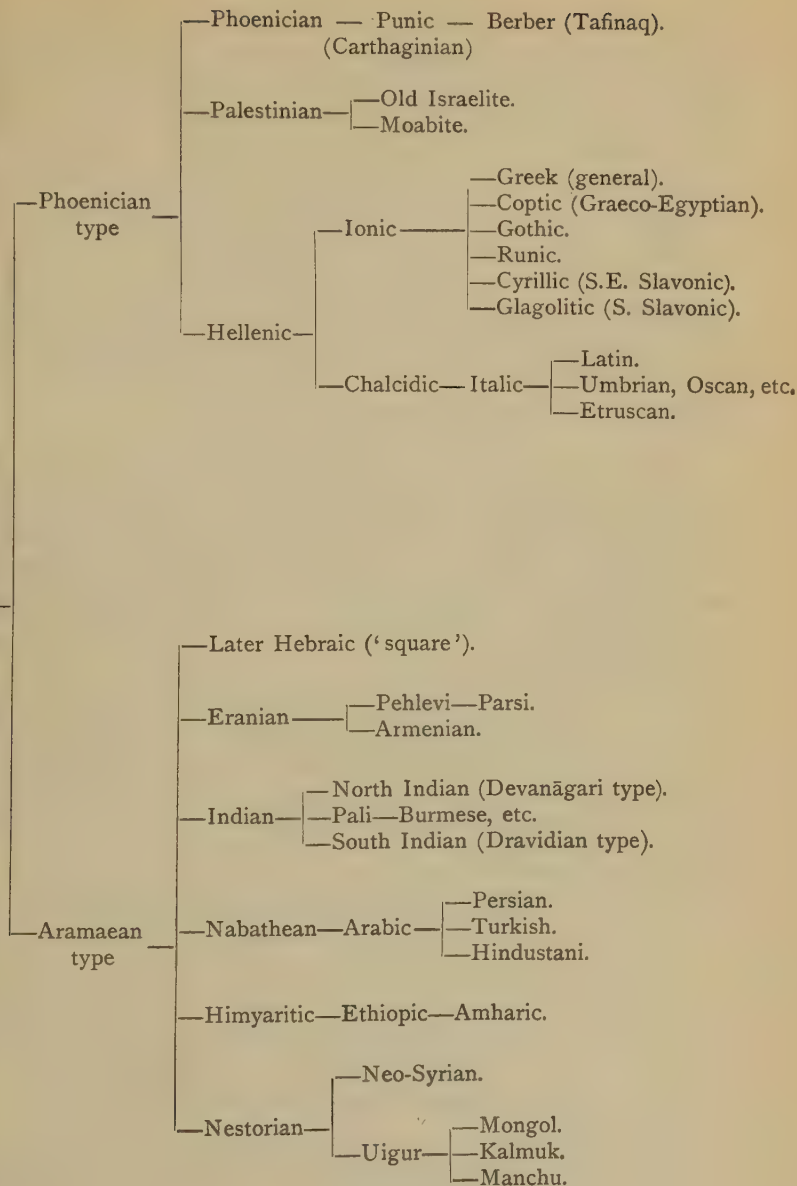 Phoenician — Punic — Berber (Tafinaq).
(Carthaginian)
Palestinian
Old Israelite.
Moabite.
Phoenician
type
Greek (general).
Coptic (Graeco-Egyptian).
Ionic
Gothic.
Runic.
Cyrillic (S.E. Slavonic).
Glagolitic (S. Slavonic).
Hellenic
Latin.
Chalcidic — Italic
Umbrian, Oscan, etc.
Etruscan.
Later Hebraic (‘square’).
Eranian
Pehlevi—Parsi.
Armenian.
North Indian (Devanāgari type).
Indian
Pali—Burmese, etc.
South Indian (Dravidian type).
Aramaean
type
Persian.
Nabathean—Arabic
Turkish.
Hindustani.
Himyaritic—Ethiopic—Amharic.
Neo-Syrian.
Nestorian
Mongol.
Uigur
Kalmuk.
Manchu.